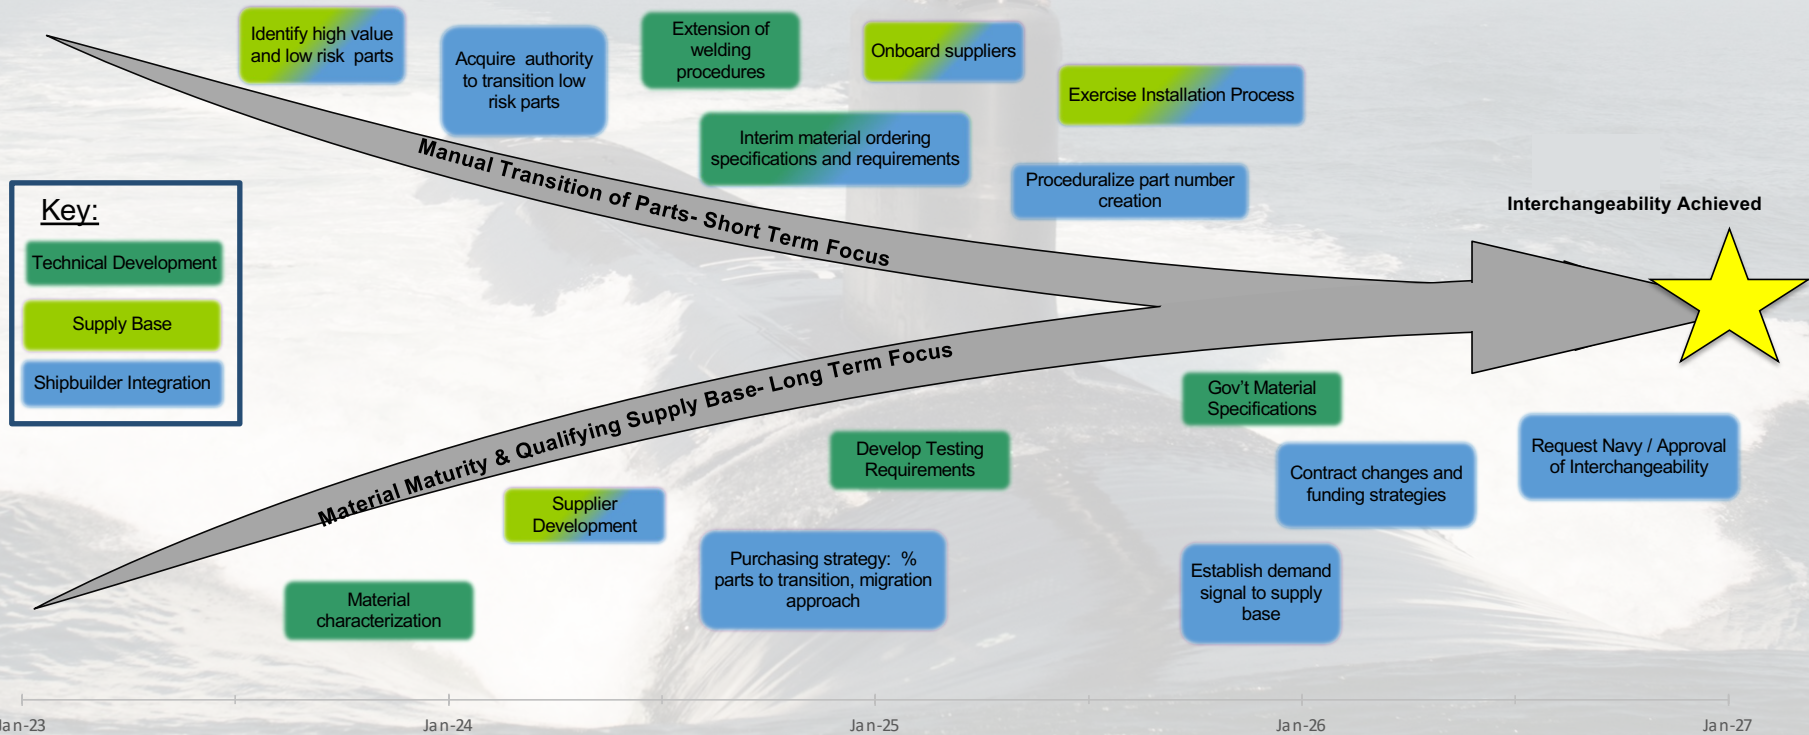 Identify high value
and low risk parts
Acquire authority
to transition low
risk parts
Extension of
welding
procedures
Onboard suppliers
Exercise Installation Process
Interim material ordering
specifications and requirements
Proceduralize part number
creation
Manual Transition of Parts- Short Term Focus
Key:
Technical Development
Supply Base
Shipbuilder Integration
Interchangeability Achieved
Material Maturity & Qualifying Supply Base- Long Term Focus
Gov't Material
Specifications
Develop Testing
Requirements
Request Navy / Approval
of Interchangeability
Contract changes and
funding strategies
Supplier
Development
Purchasing strategy: %
parts to transition, migration
approach
Establish demand
signal to supply
base
Material
characterization
Jan-23
Jan-24
Jan-25
Jan-26
Jan-27